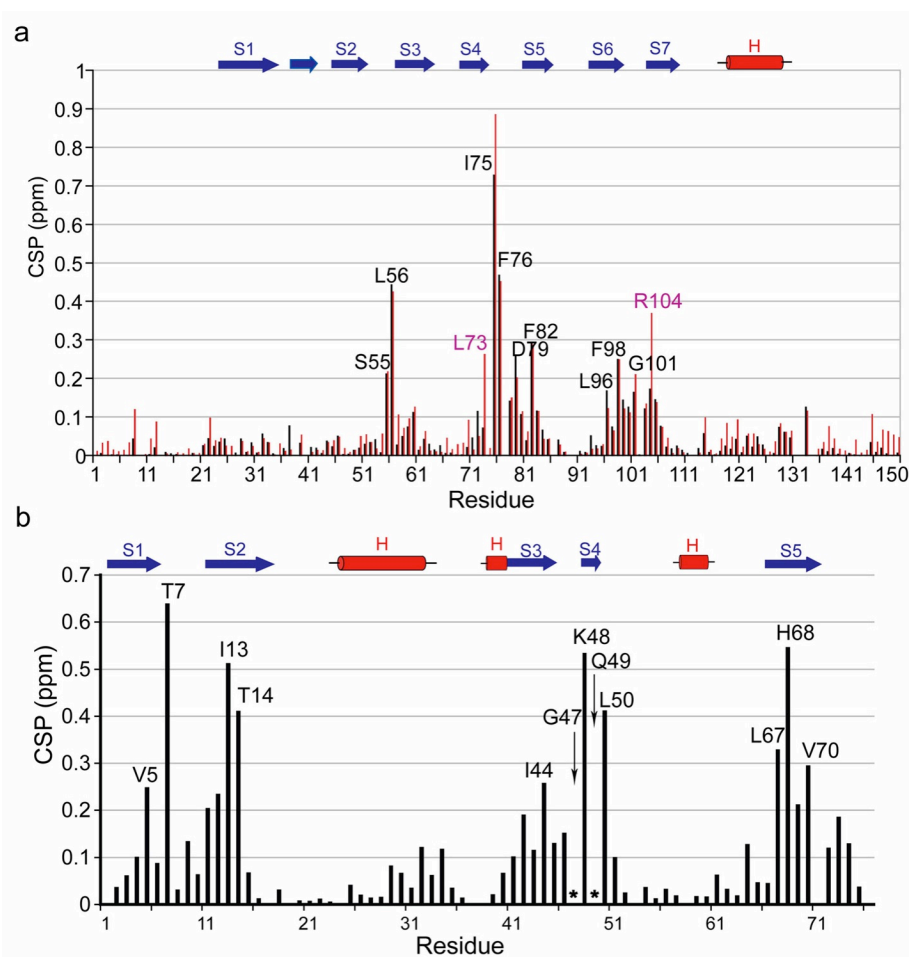 a
S1 S2 S3 S4 S5 S6 S7 H
1
0.9
0.8
0.7
0.6
0.5
0.4
0.3
0.2
0.1
0
CSP (ppm)
I75
F76
L56
R104
L73
F82
D79
S55
F98
G101
L96
1 11 21 31 41 51 61 71 81 91 101 111 121 131 150
Residue
b
S1 S2 H H S3 S4 H S5
0.7
0.6
0.5
0.4
0.3
0.2
0.1
0
CSP (ppm)
T7
K48
H68
I13
Q49
T14
L50
G47
L67
V70
V5
I44
* *
1 11 21 31 41 51 61 71
Residue